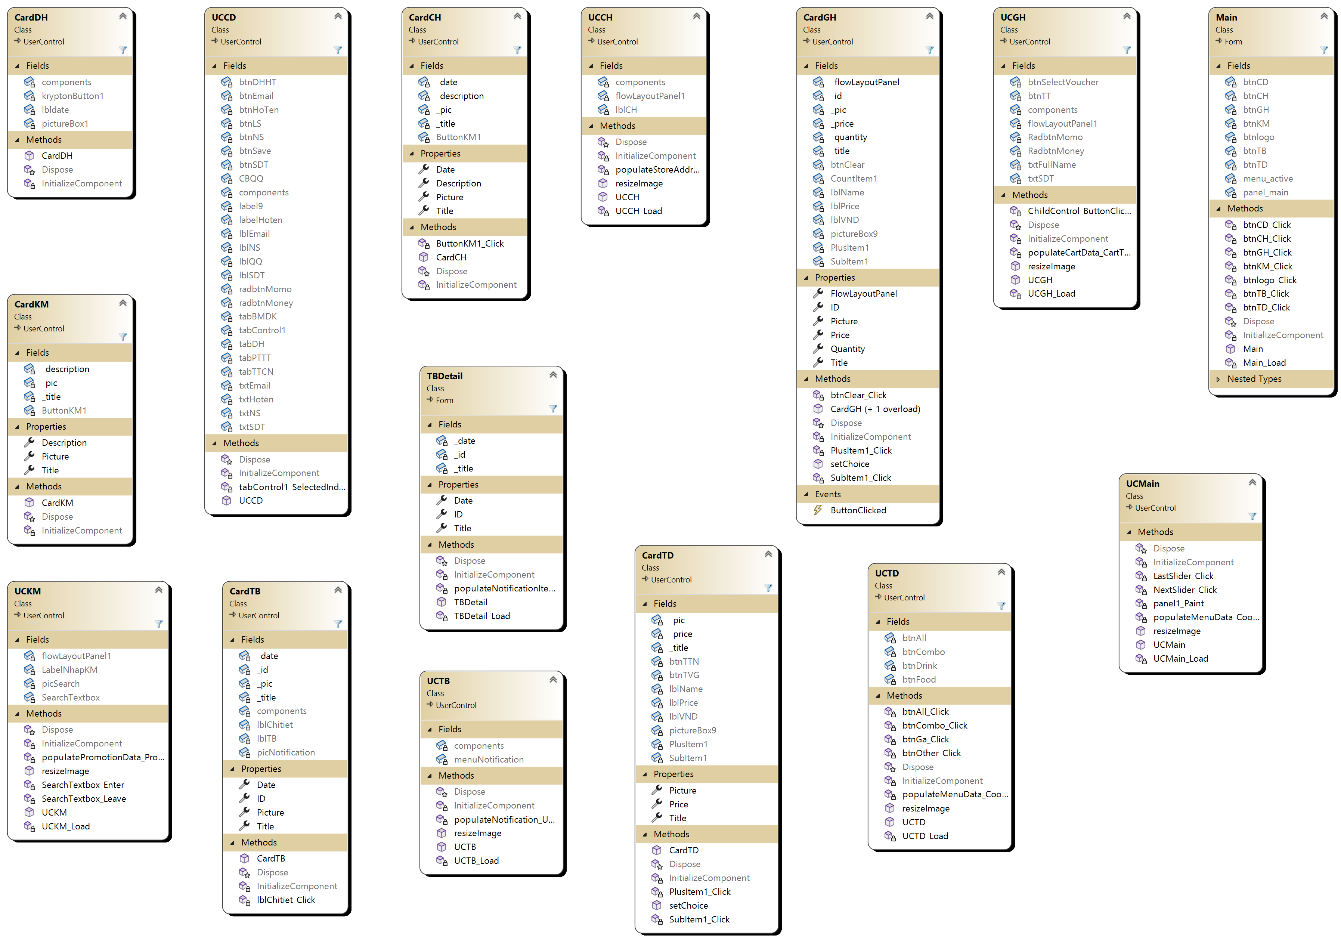 CardDH
Class
UserControl
Fields
components
kryptonButton1
lbldate
pictureBox1
Methods
CardDH
Dispose
InitializeComponent
CardKM
Class
UserControl
Fields
_description
_pic
_title
ButtonKM1
Properties
Description
Picture
Title
Methods
CardKM
Dispose
InitializeComponent
UCKM
Class
UserControl
Fields
flowLayoutPanel1
LabelNhapKM
picSearch
SearchTextbox
Methods
Dispose
InitializeComponent
populatePromotionData_Pro...
resizeImage
SearchTextbox_Enter
SearchTextbox_Leave
UCKM
UCKM_Load
UCCD
Class
UserControl
Fields
btnDHHT
btnEmail
btnHoTen
btnLS
btnNS
btnSave
btnSDT
CBQQ
components
label9
labelHoten
lblEmail
lblNS
lblQQ
lblSDT
radbtnMomo
radbtnMoney
tabBMDK
tabControl1
tabDH
tabPTTT
tabTTCN
txtEmail
txtHoten
txtNS
txtSDT
Methods
Dispose
InitializeComponent
tabControl1_SelectedInd...
UCCD
CardTB
Class
UserControl
Fields
_date
_id
_pic
_title
components
lblChitiet
lblTB
picNotification
Properties
Date
ID
Picture
Title
Methods
CardTB
Dispose
InitializeComponent
lblChitiet_Click
CardCH
Class
UserControl
Fields
_date
_description
_pic
_title
ButtonKM1
Properties
Date
Description
Picture
Title
Methods
ButtonKM1_Click
CardCH
Dispose
InitializeComponent
TBDetail
Class
Form
Fields
_date
_id
_title
Properties
Date
ID
Title
Methods
Dispose
InitializeComponent
populateNotificationIte...
TBDetail
TBDetail_Load
UCTB
Class
UserControl
Fields
components
menuNotification
Methods
Dispose
InitializeComponent
populateNotification_U...
resizeImage
UCTB
UCTB_Load
UCCH
Class
UserControl
Fields
components
flowLayoutPanel1
lblCH
Methods
Dispose
InitializeComponent
populateStoreAddr...
resizeImage
UCCH
UCCH_Load
CardTD
Class
UserControl
Fields
_pic
_price
_title
btnTTN
btnTVG
lblName
lblPrice
lblVND
pictureBox9
PlusItem1
SubItem1
Properties
Picture
Price
Title
Methods
CardTD
Dispose
InitializeComponent
PlusItem1_Click
setChoice
SubItem1_Click
CardGH
Class
UserControl
Fields
_flowLayoutPanel
_id
_pic
_price
_quantity
_title
btnClear
CountItem1
lblName
lblPrice
lblVND
pictureBox9
PlusItem1
SubItem1
Properties
FlowLayoutPanel
ID
Picture
Price
Quantity
Title
Methods
btnClear_Click
CardGH (+ 1 overload)
Dispose
InitializeComponent
PlusItem1_Click
setChoice
SubItem1_Click
Events
ButtonClicked
UCTD
Class
UserControl
Fields
btnAll
btnCombo
btnDrink
btnFood
Methods
btnAll_Click
btnCombo_Click
btnGa_Click
btnOther_Click
Dispose
InitializeComponent
populateMenuData_Coo...
resizeImage
UCTD
UCTD_Load
UCGH
Class
UserControl
Fields
btnSelectVoucher
btnTT
components
flowLayoutPanel1
RadbtnMomo
RadbtnMoney
txtFullName
txtSDT
Methods
ChildControl_ButtonClic...
Dispose
InitializeComponent
populateCartData_CartT...
resizeImage
UCGH
UCGH_Load
Main
Class
Form
Fields
btnCD
btnCH
btnGH
btnKM
btnlogo
btnTB
btnTD
menu_active
panel_main
Methods
btnCD_Click
btnCH_Click
btnGH_Click
btnKM_Click
btnlogo_Click
btnTB_Click
btnTD_Click
Dispose
InitializeComponent
Main
Main_Load
Nested Types
UCMain
Class
UserControl
Methods
Dispose
InitializeComponent
LastSlider_Click
NextSlider_Click
panel1_Paint
populateMenuData_Coo...
resizeImage
UCMain
UCMain_Load